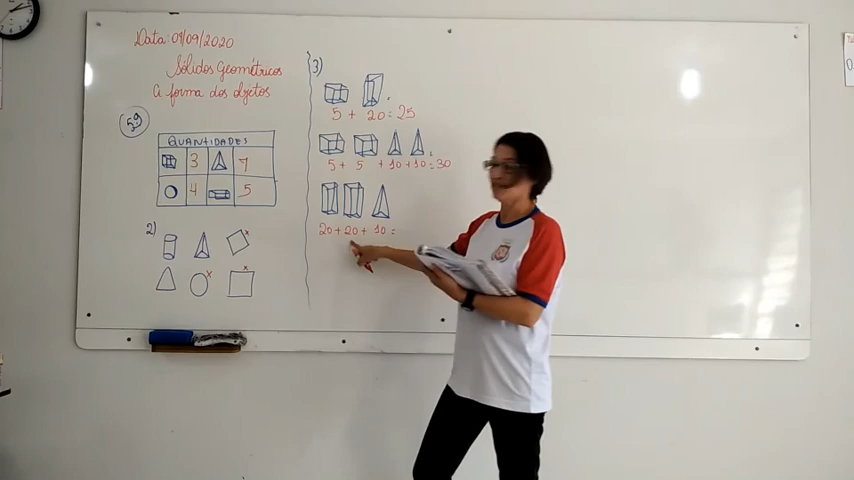 Data: 09/09/2020
Sólidos Geométricos
A forma dos objetos
5º
QUANTIDADES
3 7
4 5
2)
x
x x
3)
5 + 20 = 25
5 + 5 + 10 + 10 = 30
20 + 20 + 10 =